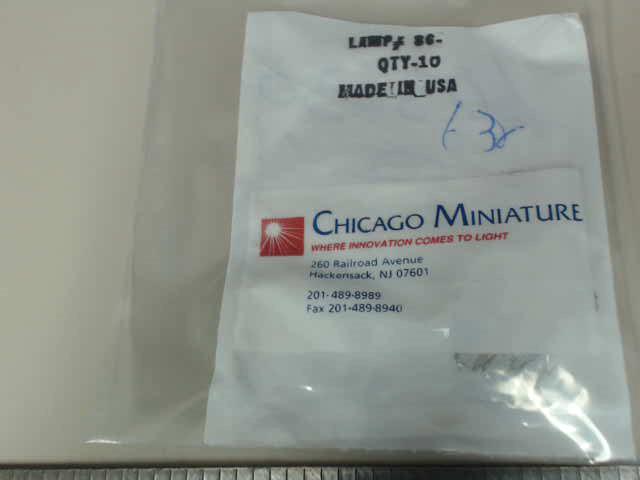 LAMP, 86-
QTY-10
MADE IN USA
CHICAGO MINIATURE
WHERE INNOVATION COMES TO LIGHT
260 Railroad Avenue
Hackensack, NJ 07601
201-489-8989
Fax 201-489-8940